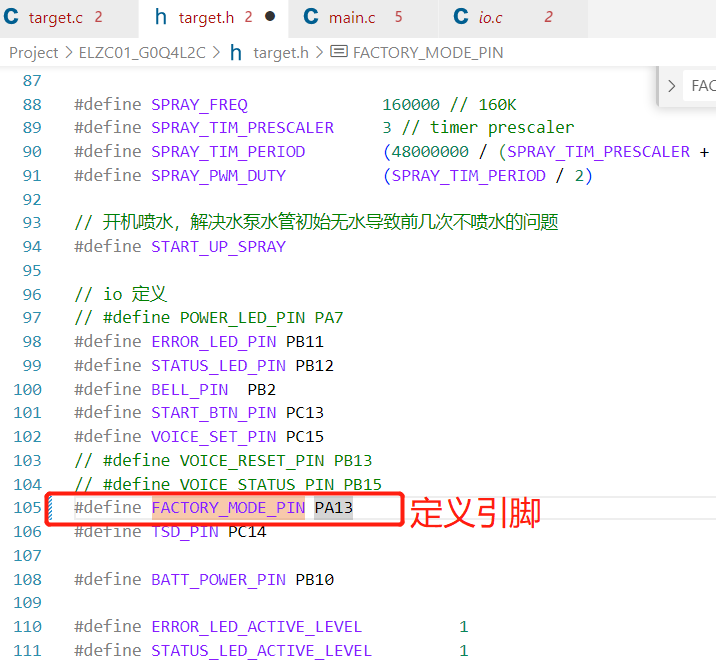 target.c 2 target.h 2 main.c 5 io.c 2
Project > ELZC01_G0Q4L2C > h target.h > FACTORY_MODE_PIN
FAC
87
88 #define SPRAY_FREQ 160000 // 160K
89 #define SPRAY_TIM_PRESCALER 3 // timer prescaler
90 #define SPRAY_TIM_PERIOD (48000000 / (SPRAY_TIM_PRESCALER +
91 #define SPRAY_PWM_DUTY (SPRAY_TIM_PERIOD / 2)
92
93 // 开机喷水，解决水泵水管初始无水导致前几次不喷水的问题
94 #define START_UP_SPRAY
95
96 // io 定义
97 // #define POWER_LED_PIN PA7
98 #define ERROR_LED_PIN PB11
99 #define STATUS_LED_PIN PB12
100 #define BELL_PIN PB2
101 #define START_BTN_PIN PC13
102 #define VOICE_SET_PIN PC15
103 // #define VOICE_RESET_PIN PB13
104 // #define VOICE_STATUS_PIN PB15
105 #define FACTORY_MODE_PIN PA13 定义引脚
106 #define TSD_PIN PC14
107
108 #define BATT_POWER_PIN PB10
109
110 #define ERROR_LED_ACTIVE_LEVEL 1
111 #define STATUS_LED_ACTIVE_LEVEL 1